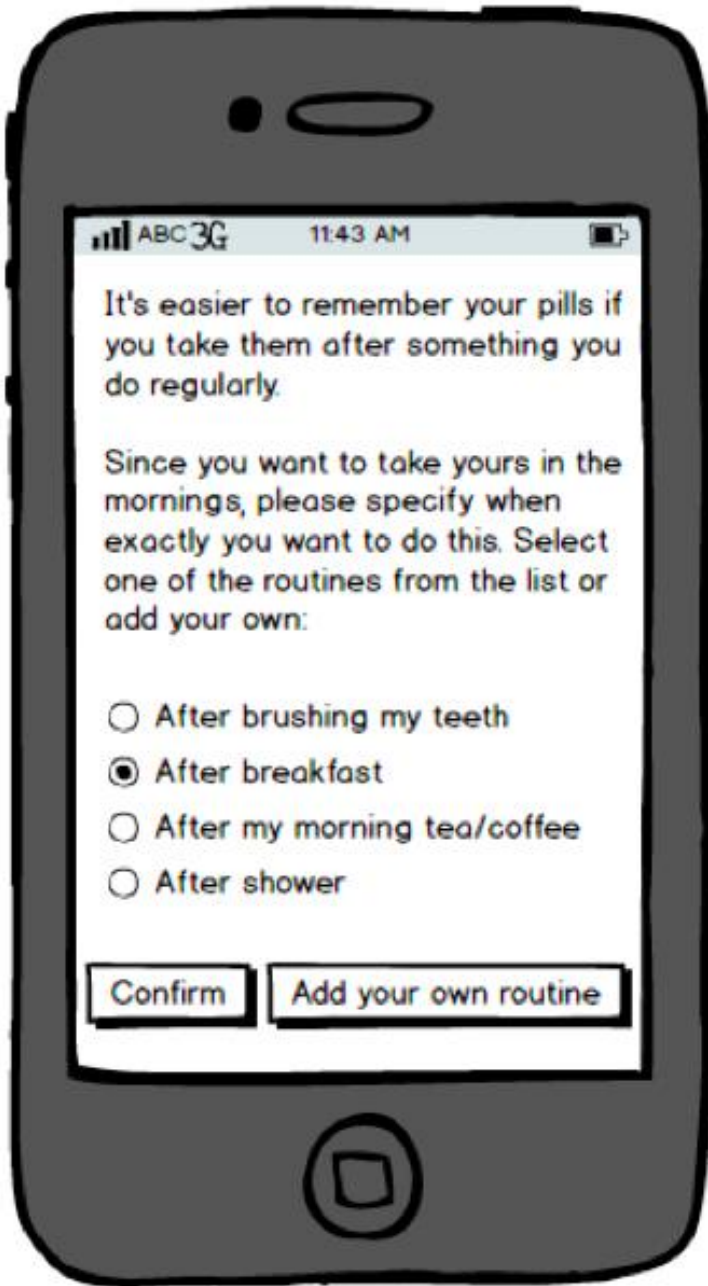 ABC 3G 11:43 AM
It's easier to remember your pills if
you take them after something you
do regularly.
Since you want to take yours in the
mornings, please specify when
exactly you want to do this. Select
one of the routines from the list or
add your own:
After brushing my teeth
After breakfast
After my morning tea/coffee
After shower
Confirm Add your own routine